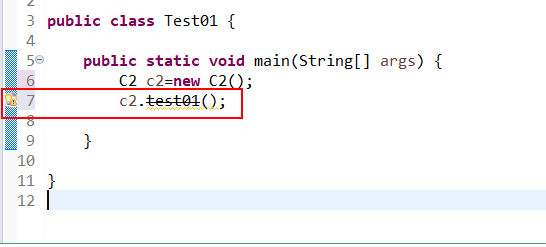 3 public class Test01 {
4
5 public static void main(String[] args) {
6 C2 c2=new C2();
7 c2.test01();
8
9 }
10
11 }
12